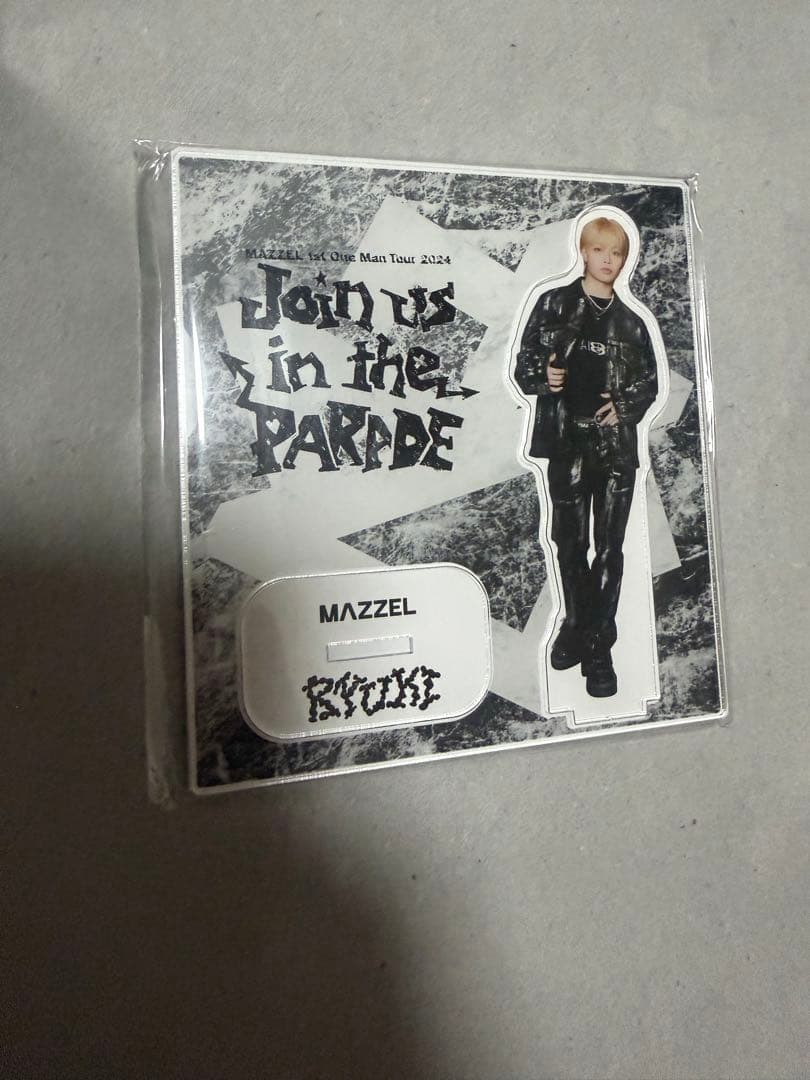 MAZZEL 1st One Man Tour 2024
Join us
in the
PARADE
MAZZEL
RYUKI